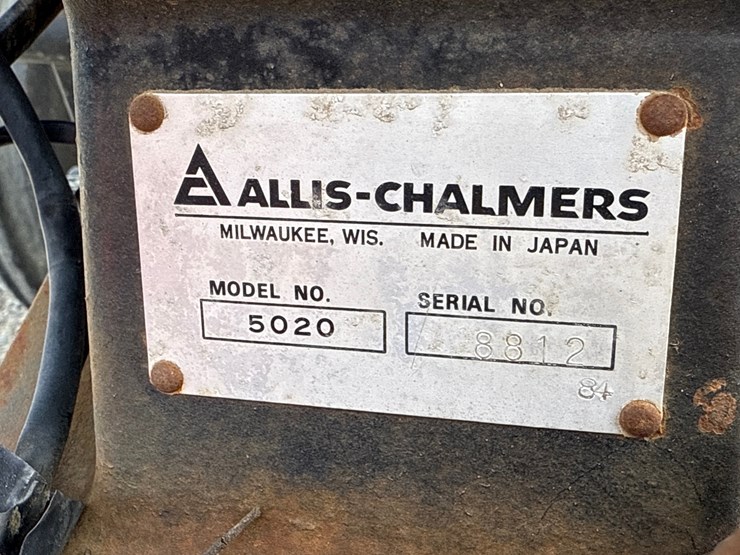 ALLIS-CHALMERS
MILWAUKEE, WIS. MADE IN JAPAN
MODEL NO. SERIAL NO.
5020 8812
84